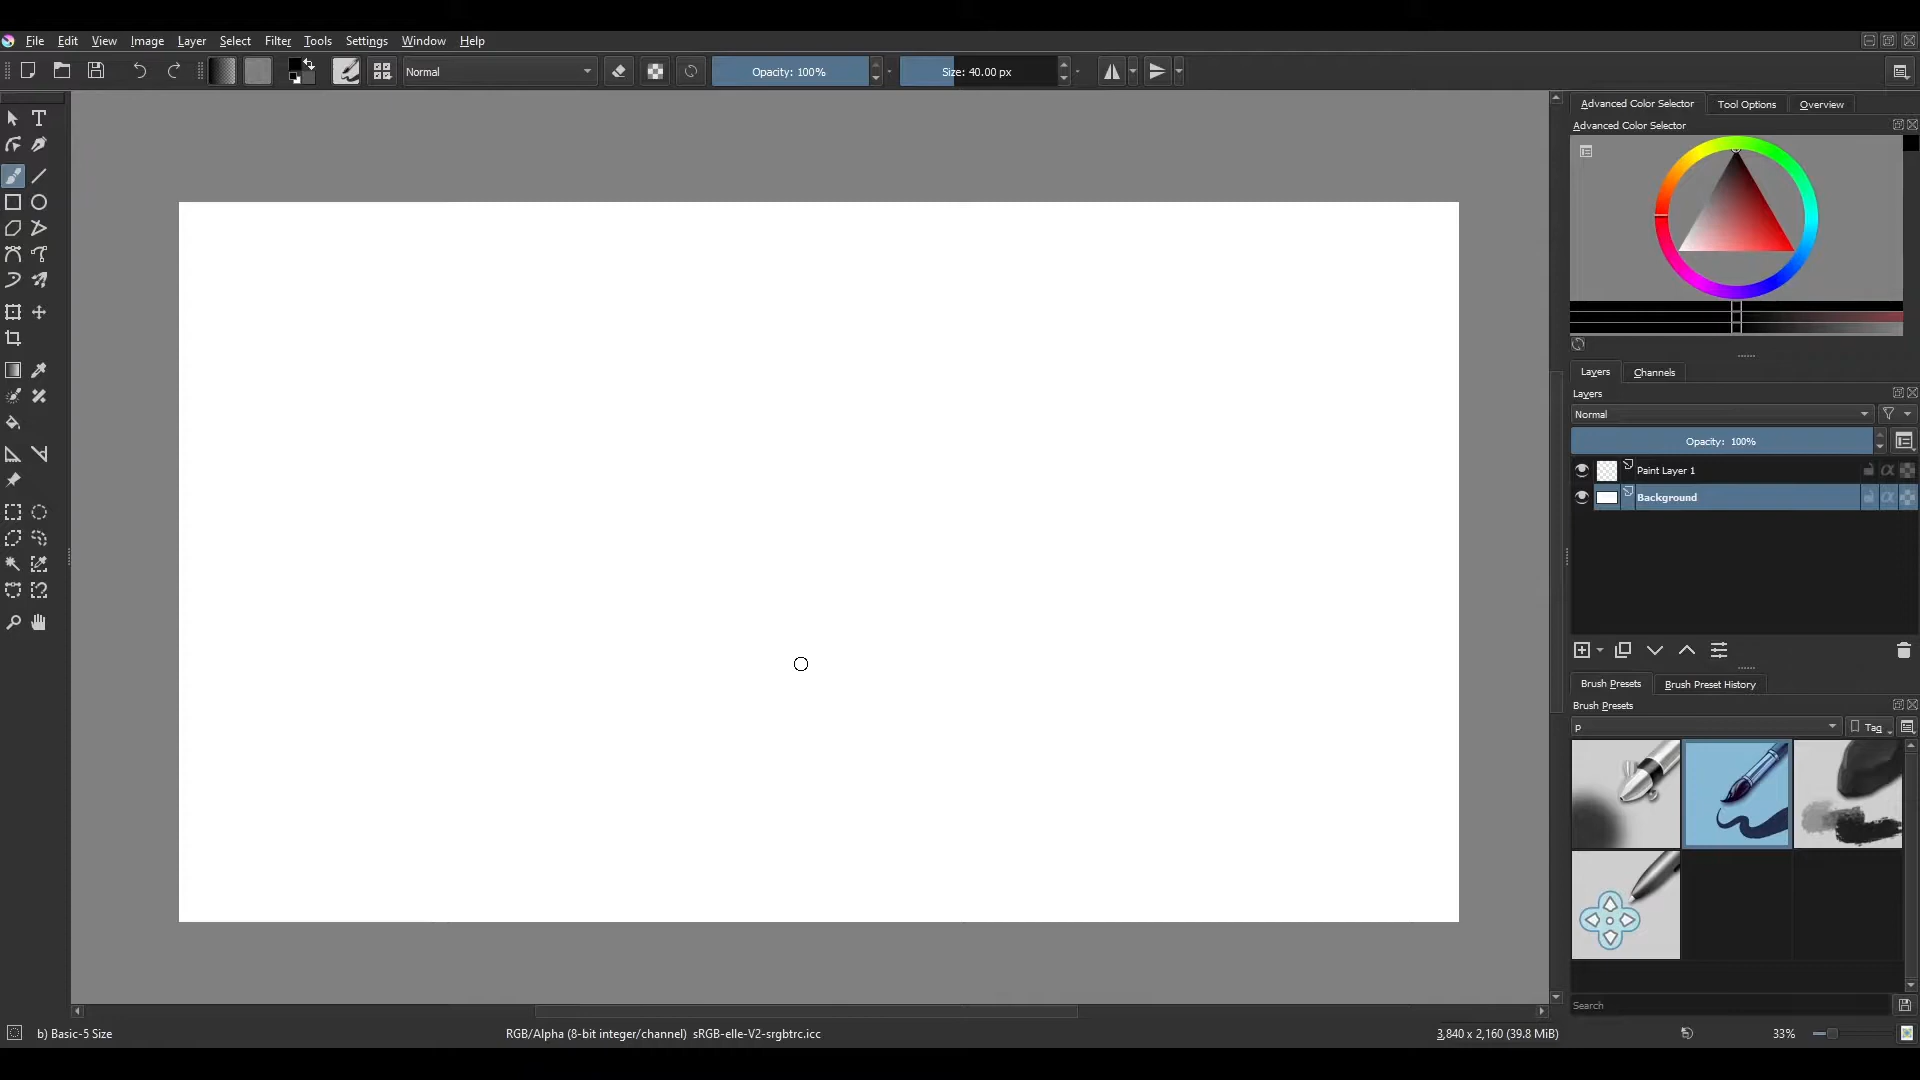 File Edit View Image Layer Select Filter Tools Settings Window Help
Normal Opacity: 100% Size: 40.00 px
Advanced Color Selector Tool Options Overview
Advanced Color Selector
Layers Channels
Layers
Normal
Opacity: 100%
Paint Layer 1
Background
Brush Presets Brush Preset History
Brush Presets
p Tag
Search
b) Basic-5 Size RGB/Alpha (8-bit integer/channel) sRGB-elle-V2-srgbtrc.icc 3,840 x 2,160 (39.8 MiB) 33%